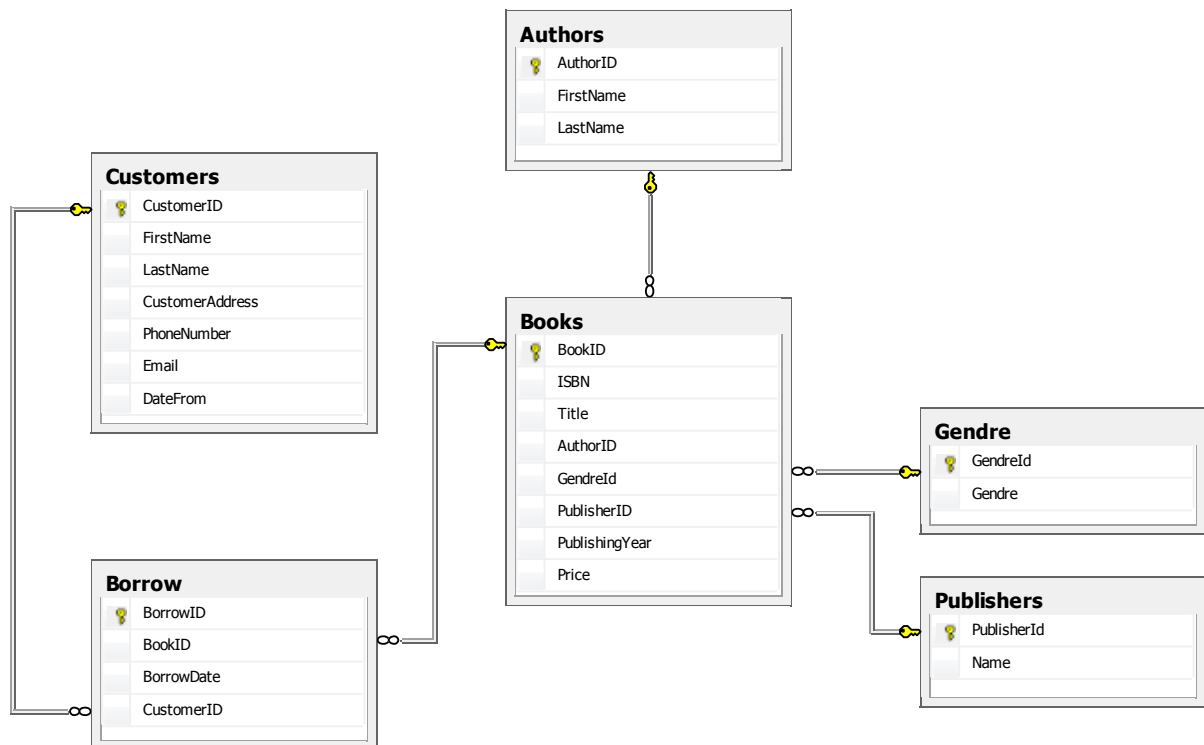 Authors
AuthorID
FirstName
LastName
Customers
CustomerID
FirstName
LastName
CustomerAddress
PhoneNumber
Email
DateFrom
Books
BookID
ISBN
Title
AuthorID
GendreId
PublisherID
PublishingYear
Price
Gendre
GendreId
Gendre
Borrow
BorrowID
BookID
BorrowDate
CustomerID
Publishers
PublisherId
Name